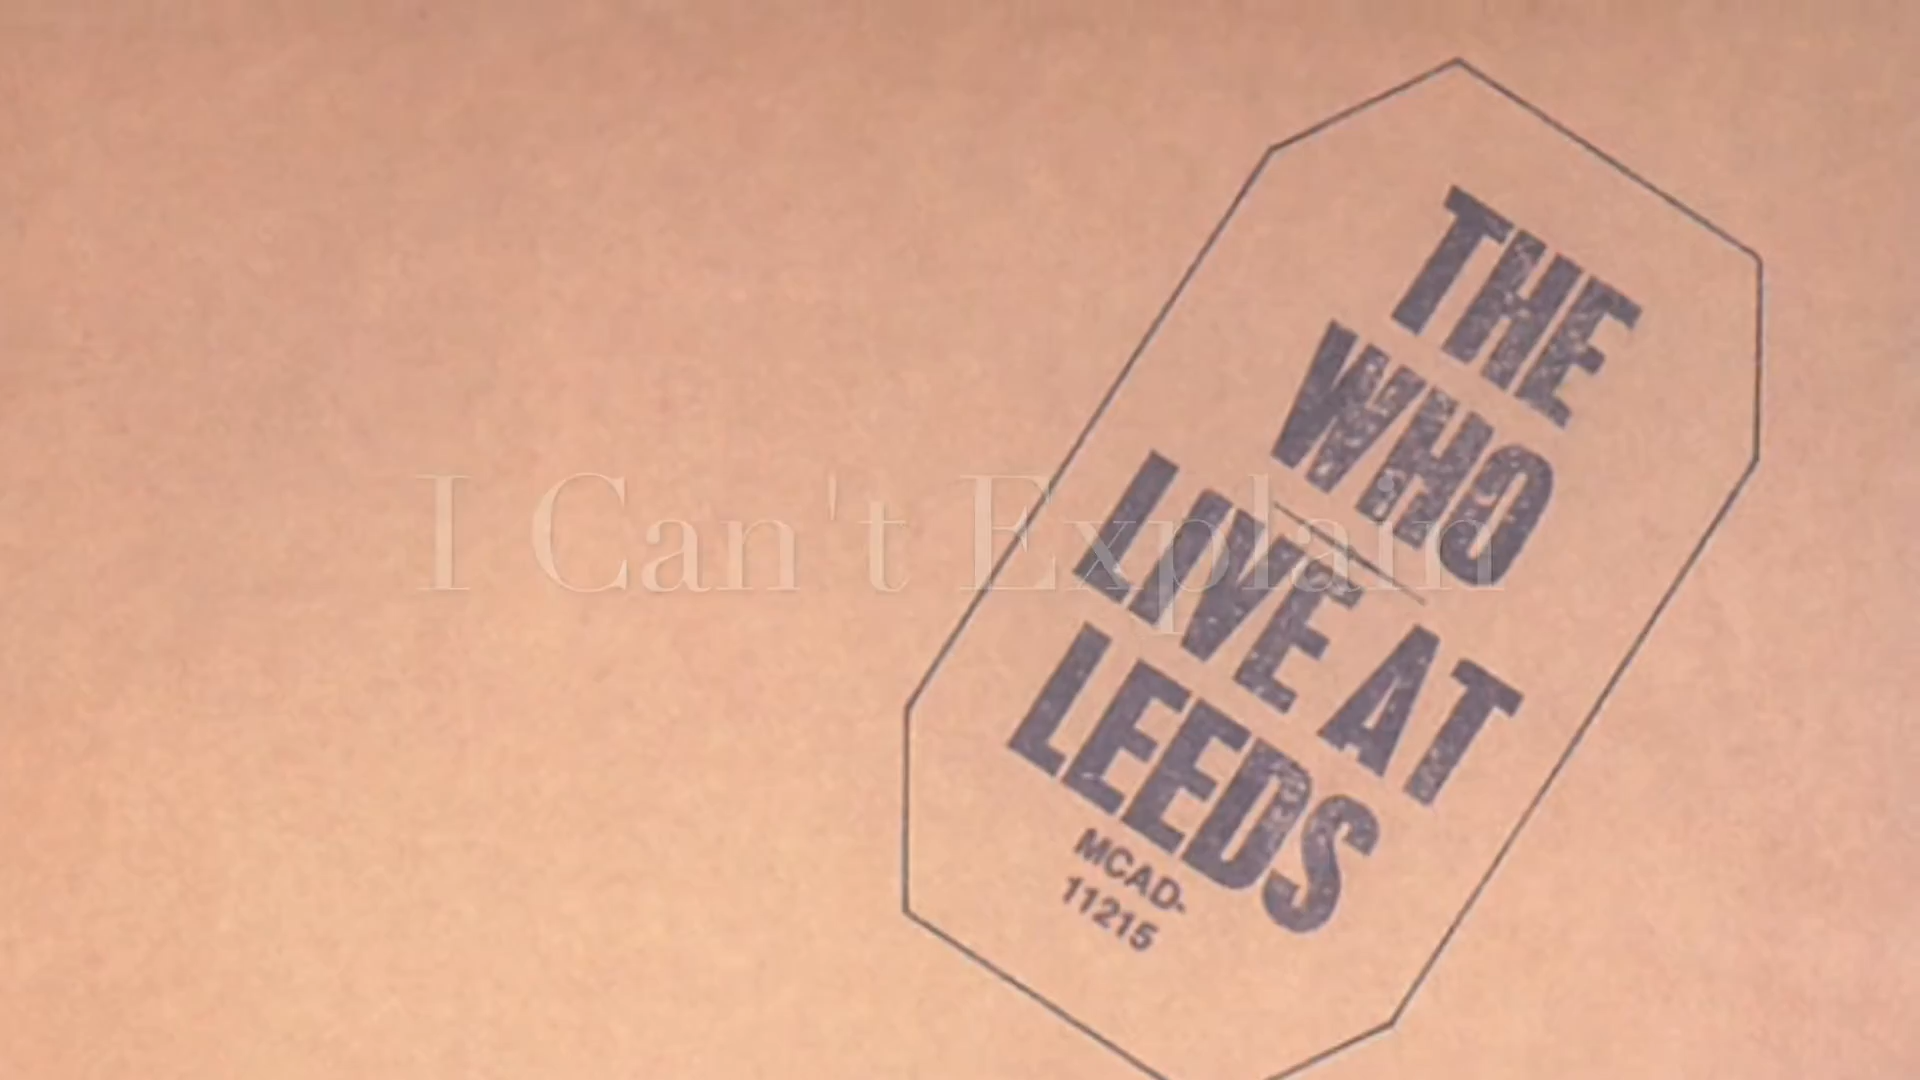 THE
WHO
LIVE AT
LEEDS
MCAD-
11215
I Can't Explain